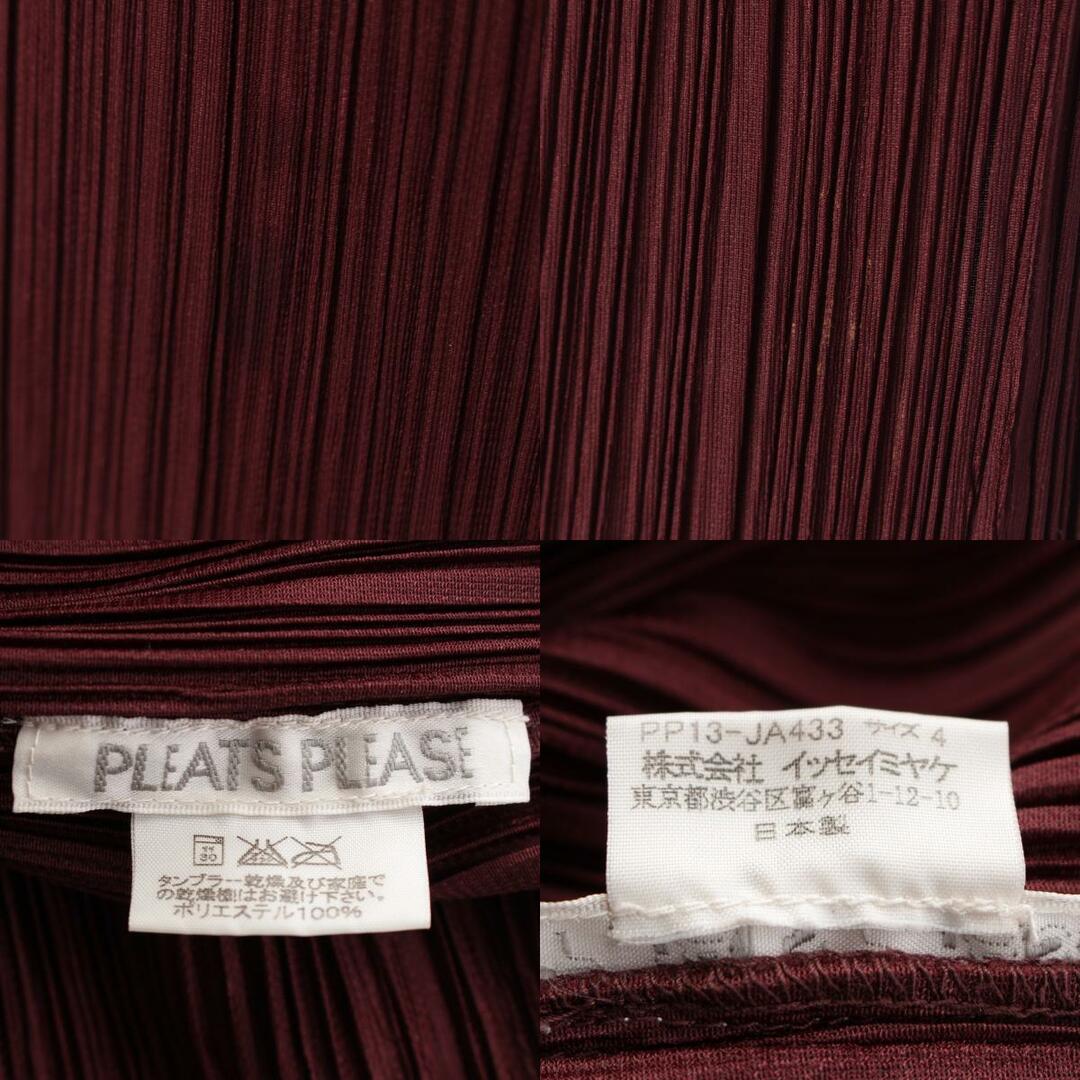 PLEATS PLEASE
30
タンブラー乾燥及び家庭で
の乾燥機はお避け下さい。
ポリエステル100%
PP13-JA433 サイズ 4
株式会社 イッセイミヤケ
東京都渋谷区富ヶ谷1-12-10
日本製